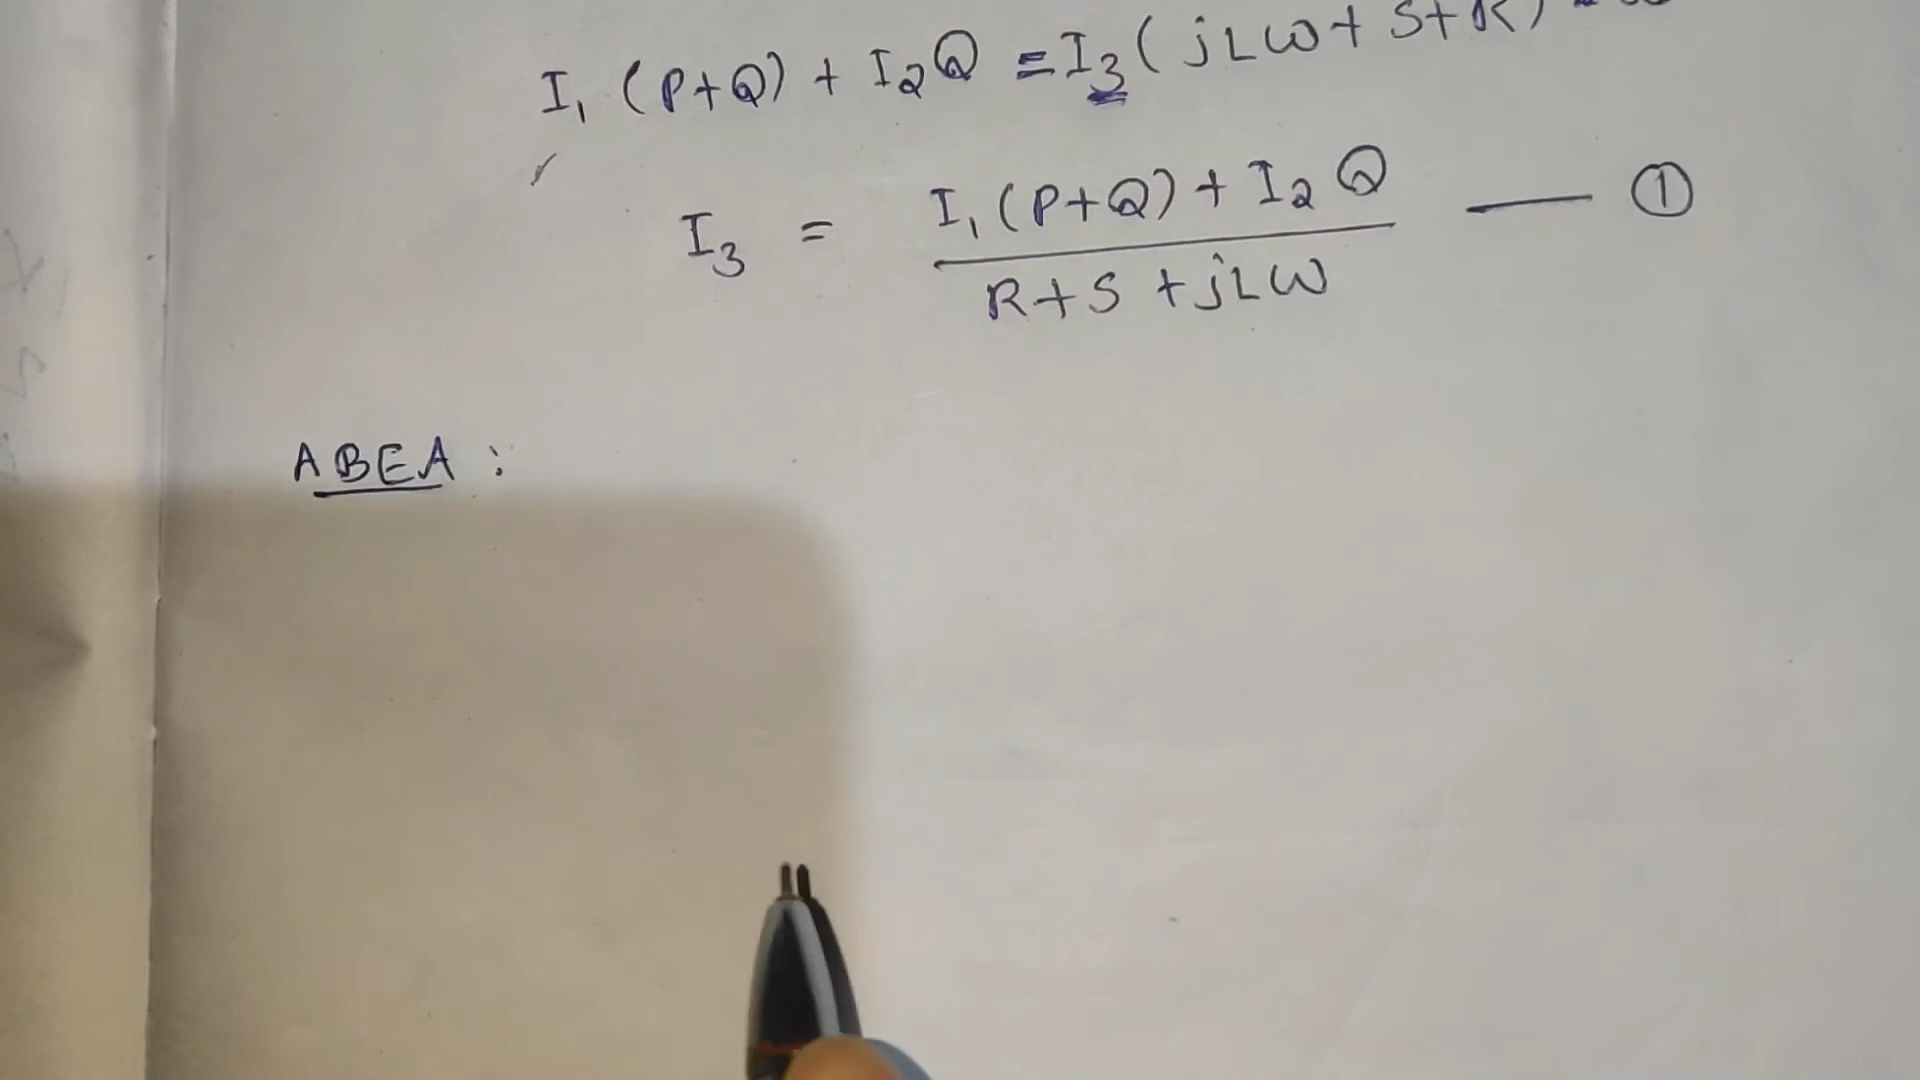 I₁ (P+Q) + I₂Q = I₃ ( jLω + S+R)
I₃ = I₁(P+Q) + I₂ Q / R+S +jLω — ①
ABEA :